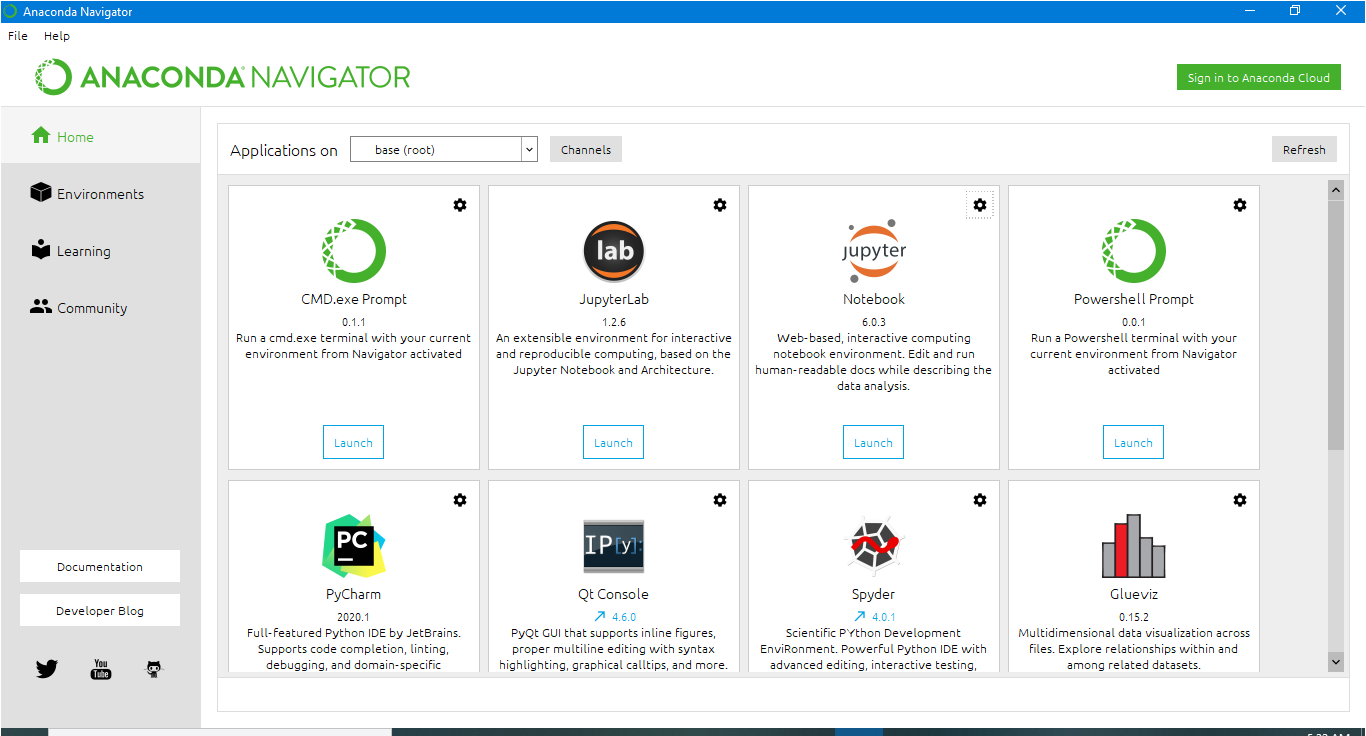 Anaconda Navigator
File Help
ANACONDA NAVIGATOR
Sign in to Anaconda Cloud
Home
Environments
Learning
Community
Documentation
Developer Blog
You
Tube
Applications on
base (root)
Channels
Refresh
CMD.exe Prompt
0.1.1
Run a cmd.exe terminal with your current
environment from Navigator activated
Launch
lab
JupyterLab
1.2.6
An extensible environment for interactive
and reproducible computing, based on the
Jupyter Notebook and Architecture.
Launch
jupyter
Notebook
6.0.3
Web-based, interactive computing
notebook environment. Edit and run
human-readable docs while describing the
data analysis.
Launch
Powershell Prompt
0.0.1
Run a Powershell terminal with your
current environment from Navigator
activated
Launch
PC
PyCharm
2020.1
Full-featured Python IDE by JetBrains.
Supports code completion, linting,
debugging, and domain-specific
IP[y]:
Qt Console
4.6.0
PyQt GUI that supports inline figures,
proper multiline editing with syntax
highlighting, graphical calltips, and more.
Spyder
4.0.1
Scientific PYthon Development
EnviRonment. Powerful Python IDE with
advanced editing, interactive testing,
Glueviz
0.15.2
Multidimensional data visualization across
files. Explore relationships within and
among related datasets.